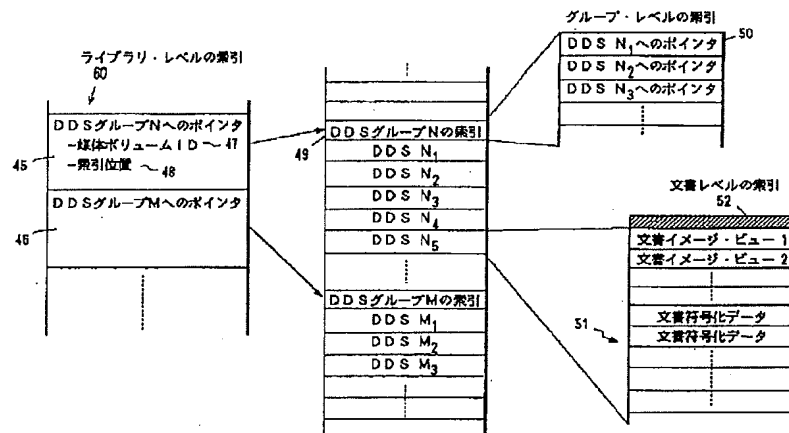 ライブラリ・レベルの索引
60
DDSグループNへのポインタ
-媒体ボリュームID～47
-索引位置～48
45
DDSグループMへのポインタ
46
DDSグループNの索引
49
DDS N₁
DDS N₂
DDS N₃
DDS N₄
DDS N₅
DDSグループMの索引
DDS M₁
DDS M₂
DDS M₃
グループ・レベルの索引
50
DDS N₁へのポインタ
DDS N₂へのポインタ
DDS N₃へのポインタ
文書レベルの索引
52
文書イメージ・ビュー1
文書イメージ・ビュー2
文書符号化データ
文書符号化データ
51